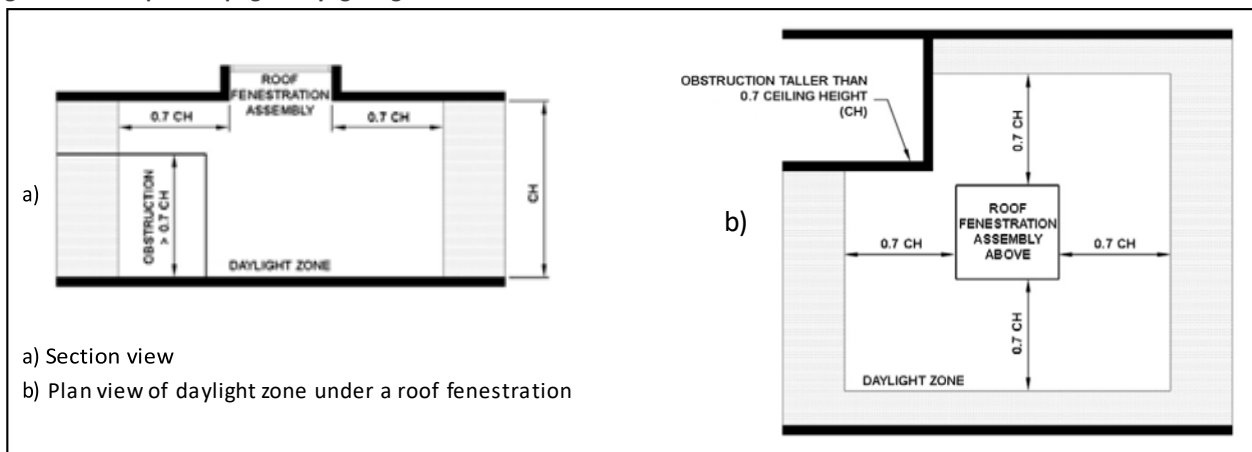 ROOF
FENESTRATION
ASSEMBLY
0.7 CH
0.7 CH
a)
OBSTRUCTION
> 0.7 CH
CH
DAYLIGHT ZONE
a) Section view
b) Plan view of daylight zone under a roof fenestration
OBSTRUCTION TALLER THAN
0.7 CEILING HEIGHT
(CH)
0.7 CH
b)
ROOF
FENESTRATION
ASSEMBLY
ABOVE
0.7 CH
0.7 CH
0.7 CH
DAYLIGHT ZONE